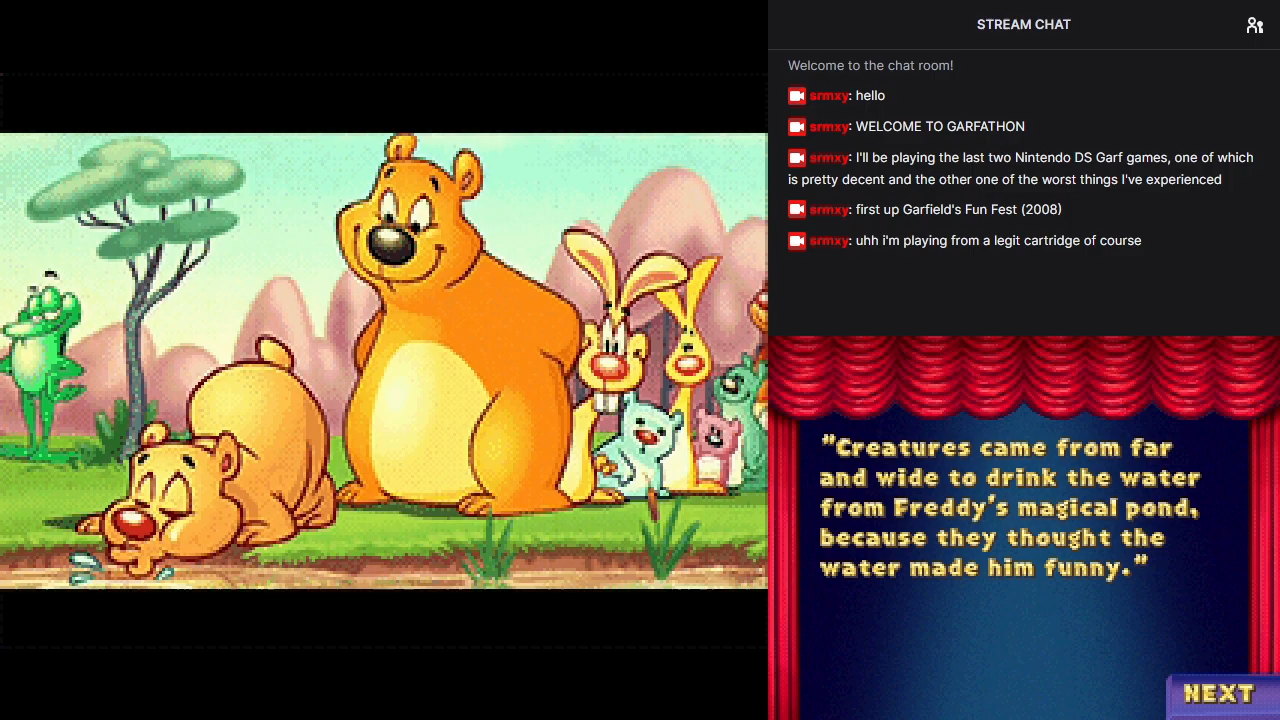 STREAM CHAT
Welcome to the chat room!
srmxy: hello
srmxy: WELCOME TO GARFATHON
srmxy: I'll be playing the last two Nintendo DS Garf games, one of which
is pretty decent and the other one of the worst things I've experienced
srmxy: first up Garfield's Fun Fest (2008)
srmxy: uhh i'm playing from a legit cartridge of course
"Creatures came from far
and wide to drink the water
from Freddy's magical pond,
because they thought the
water made him funny."
NEXT